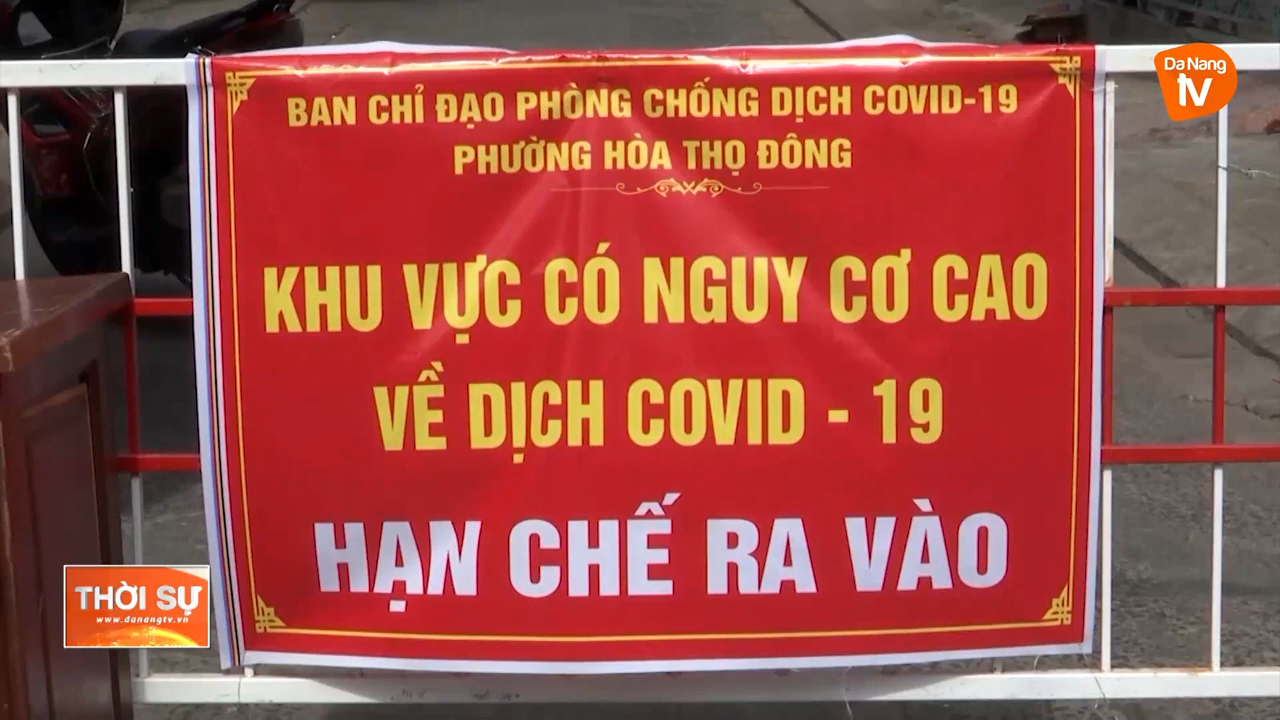 Da Nang
tv
BAN CHỈ ĐẠO PHÒNG CHỐNG DỊCH COVID-19
PHƯỜNG HÒA THỌ ĐÔNG
KHU VỰC CÓ NGUY CƠ CAO
VỀ DỊCH COVID - 19
HẠN CHẾ RA VÀO
THỜI SỰ
www.danangtv.vn